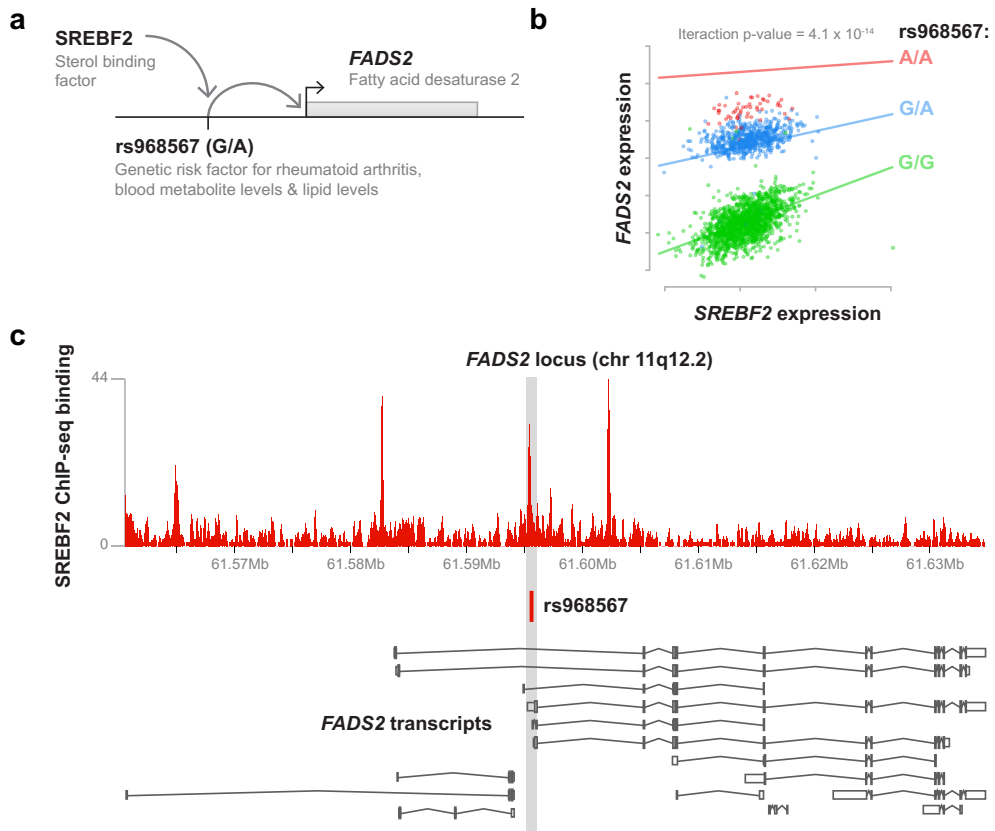 a
SREBF2
Sterol binding
factor
FADS2
Fatty acid desaturase 2
rs968567 (G/A)
Genetic risk factor for rheumatoid arthritis,
blood metabolite levels & lipid levels
b
Iteraction p-value = 4.1 x 10-14
rs968567:
A/A
G/A
G/G
FADS2 expression
SREBF2 expression
c
FADS2 locus (chr 11q12.2)
SREBF2 ChIP-seq binding
44
0
61.57Mb 61.58Mb 61.59Mb 61.60Mb 61.61Mb 61.62Mb 61.63Mb
rs968567
FADS2 transcripts